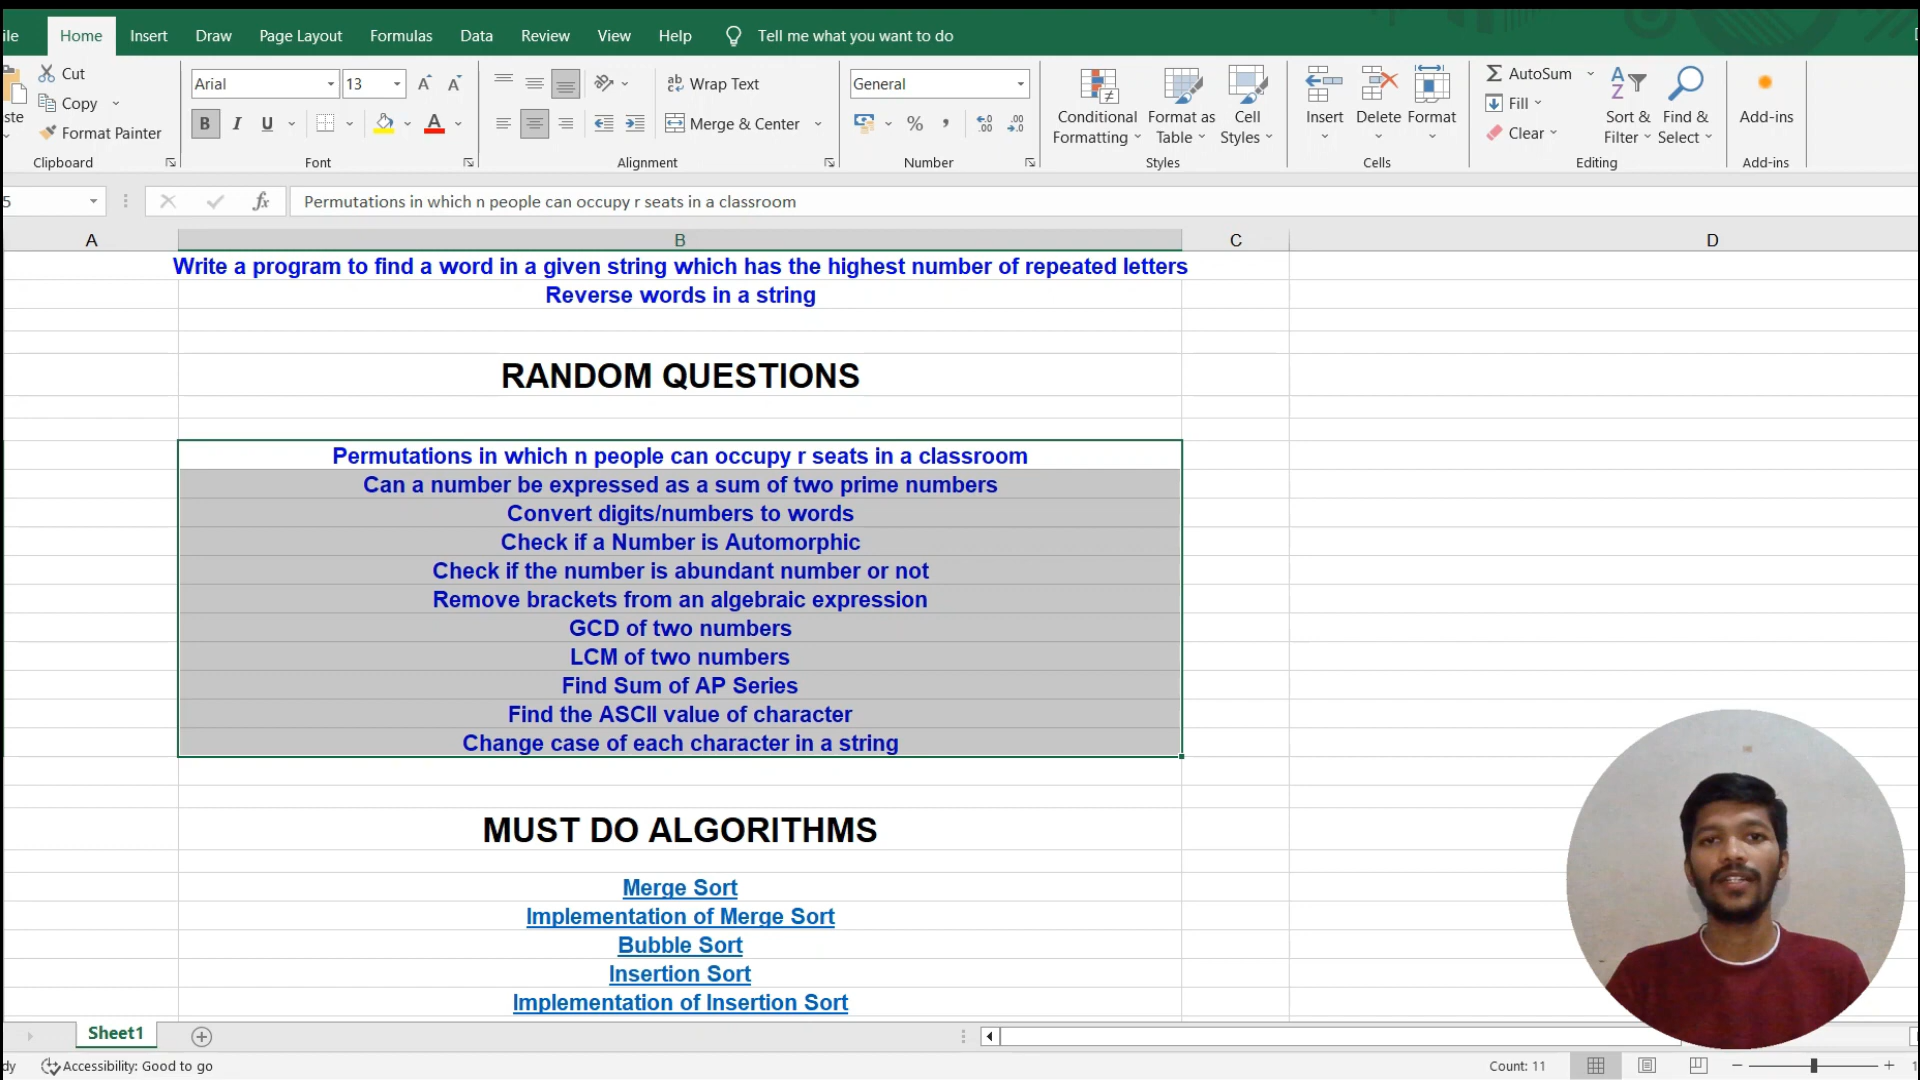 ile Home Insert Draw Page Layout Formulas Data Review View Help Tell me what you want to do
Cut
Copy
ste
Format Painter
Clipboard
Arial 13
B I U A
Font
ab Wrap Text
Merge & Center
Alignment
General
% ,
Number
Conditional Formatting
Format as Table
Cell Styles
Styles
Insert Delete Format
Cells
AutoSum
Fill
Clear
Sort & Filter
Find & Select
Editing
Add-ins
Add-ins
5 fx Permutations in which n people can occupy r seats in a classroom
A B C D
Write a program to find a word in a given string which has the highest number of repeated letters
Reverse words in a string
RANDOM QUESTIONS
Permutations in which n people can occupy r seats in a classroom
Can a number be expressed as a sum of two prime numbers
Convert digits/numbers to words
Check if a Number is Automorphic
Check if the number is abundant number or not
Remove brackets from an algebraic expression
GCD of two numbers
LCM of two numbers
Find Sum of AP Series
Find the ASCII value of character
Change case of each character in a string
MUST DO ALGORITHMS
Merge Sort
Implementation of Merge Sort
Bubble Sort
Insertion Sort
Implementation of Insertion Sort
Sheet1
dy Accessibility: Good to go Count: 11